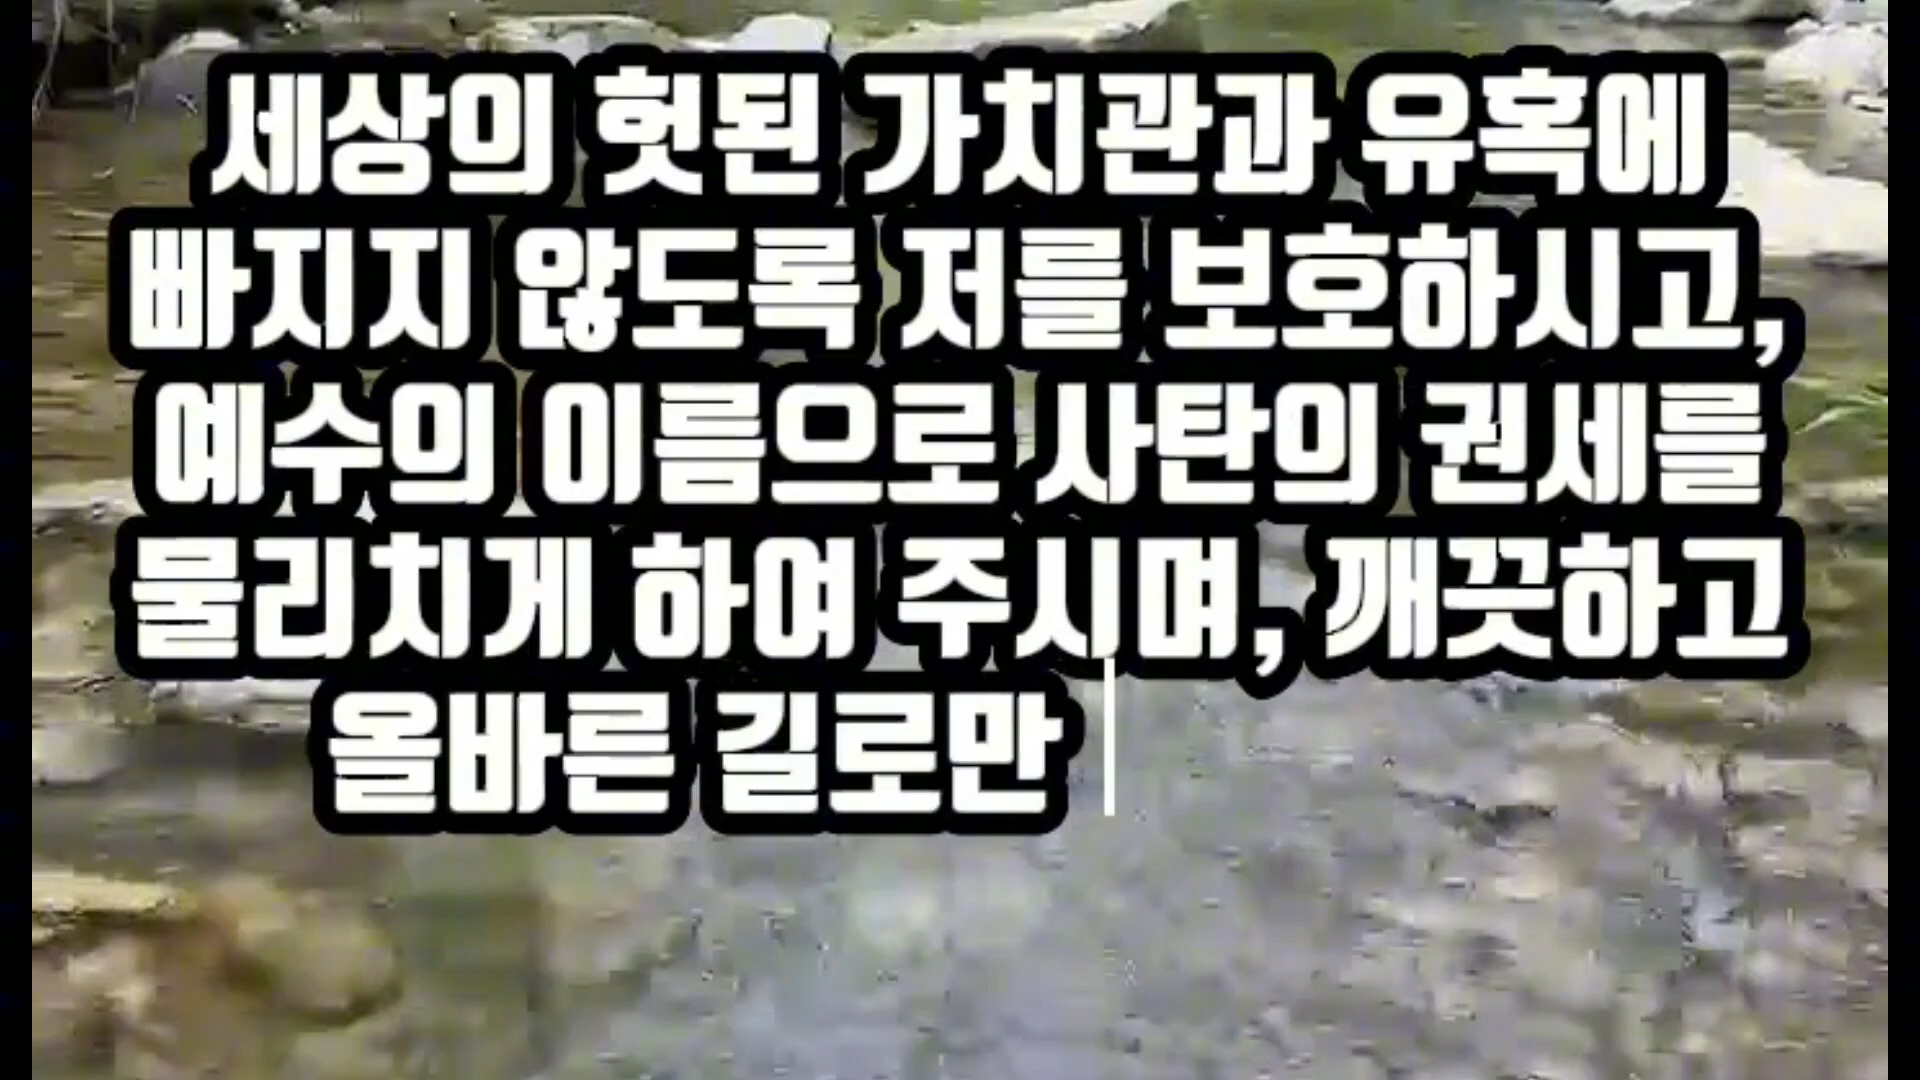 세상의 헛된 가치관과 유혹에
빠지지 않도록 저를 보호하시고,
예수의 이름으로 사탄의 권세를
물리치게 하여 주시며, 깨끗하고
올바른 길로만